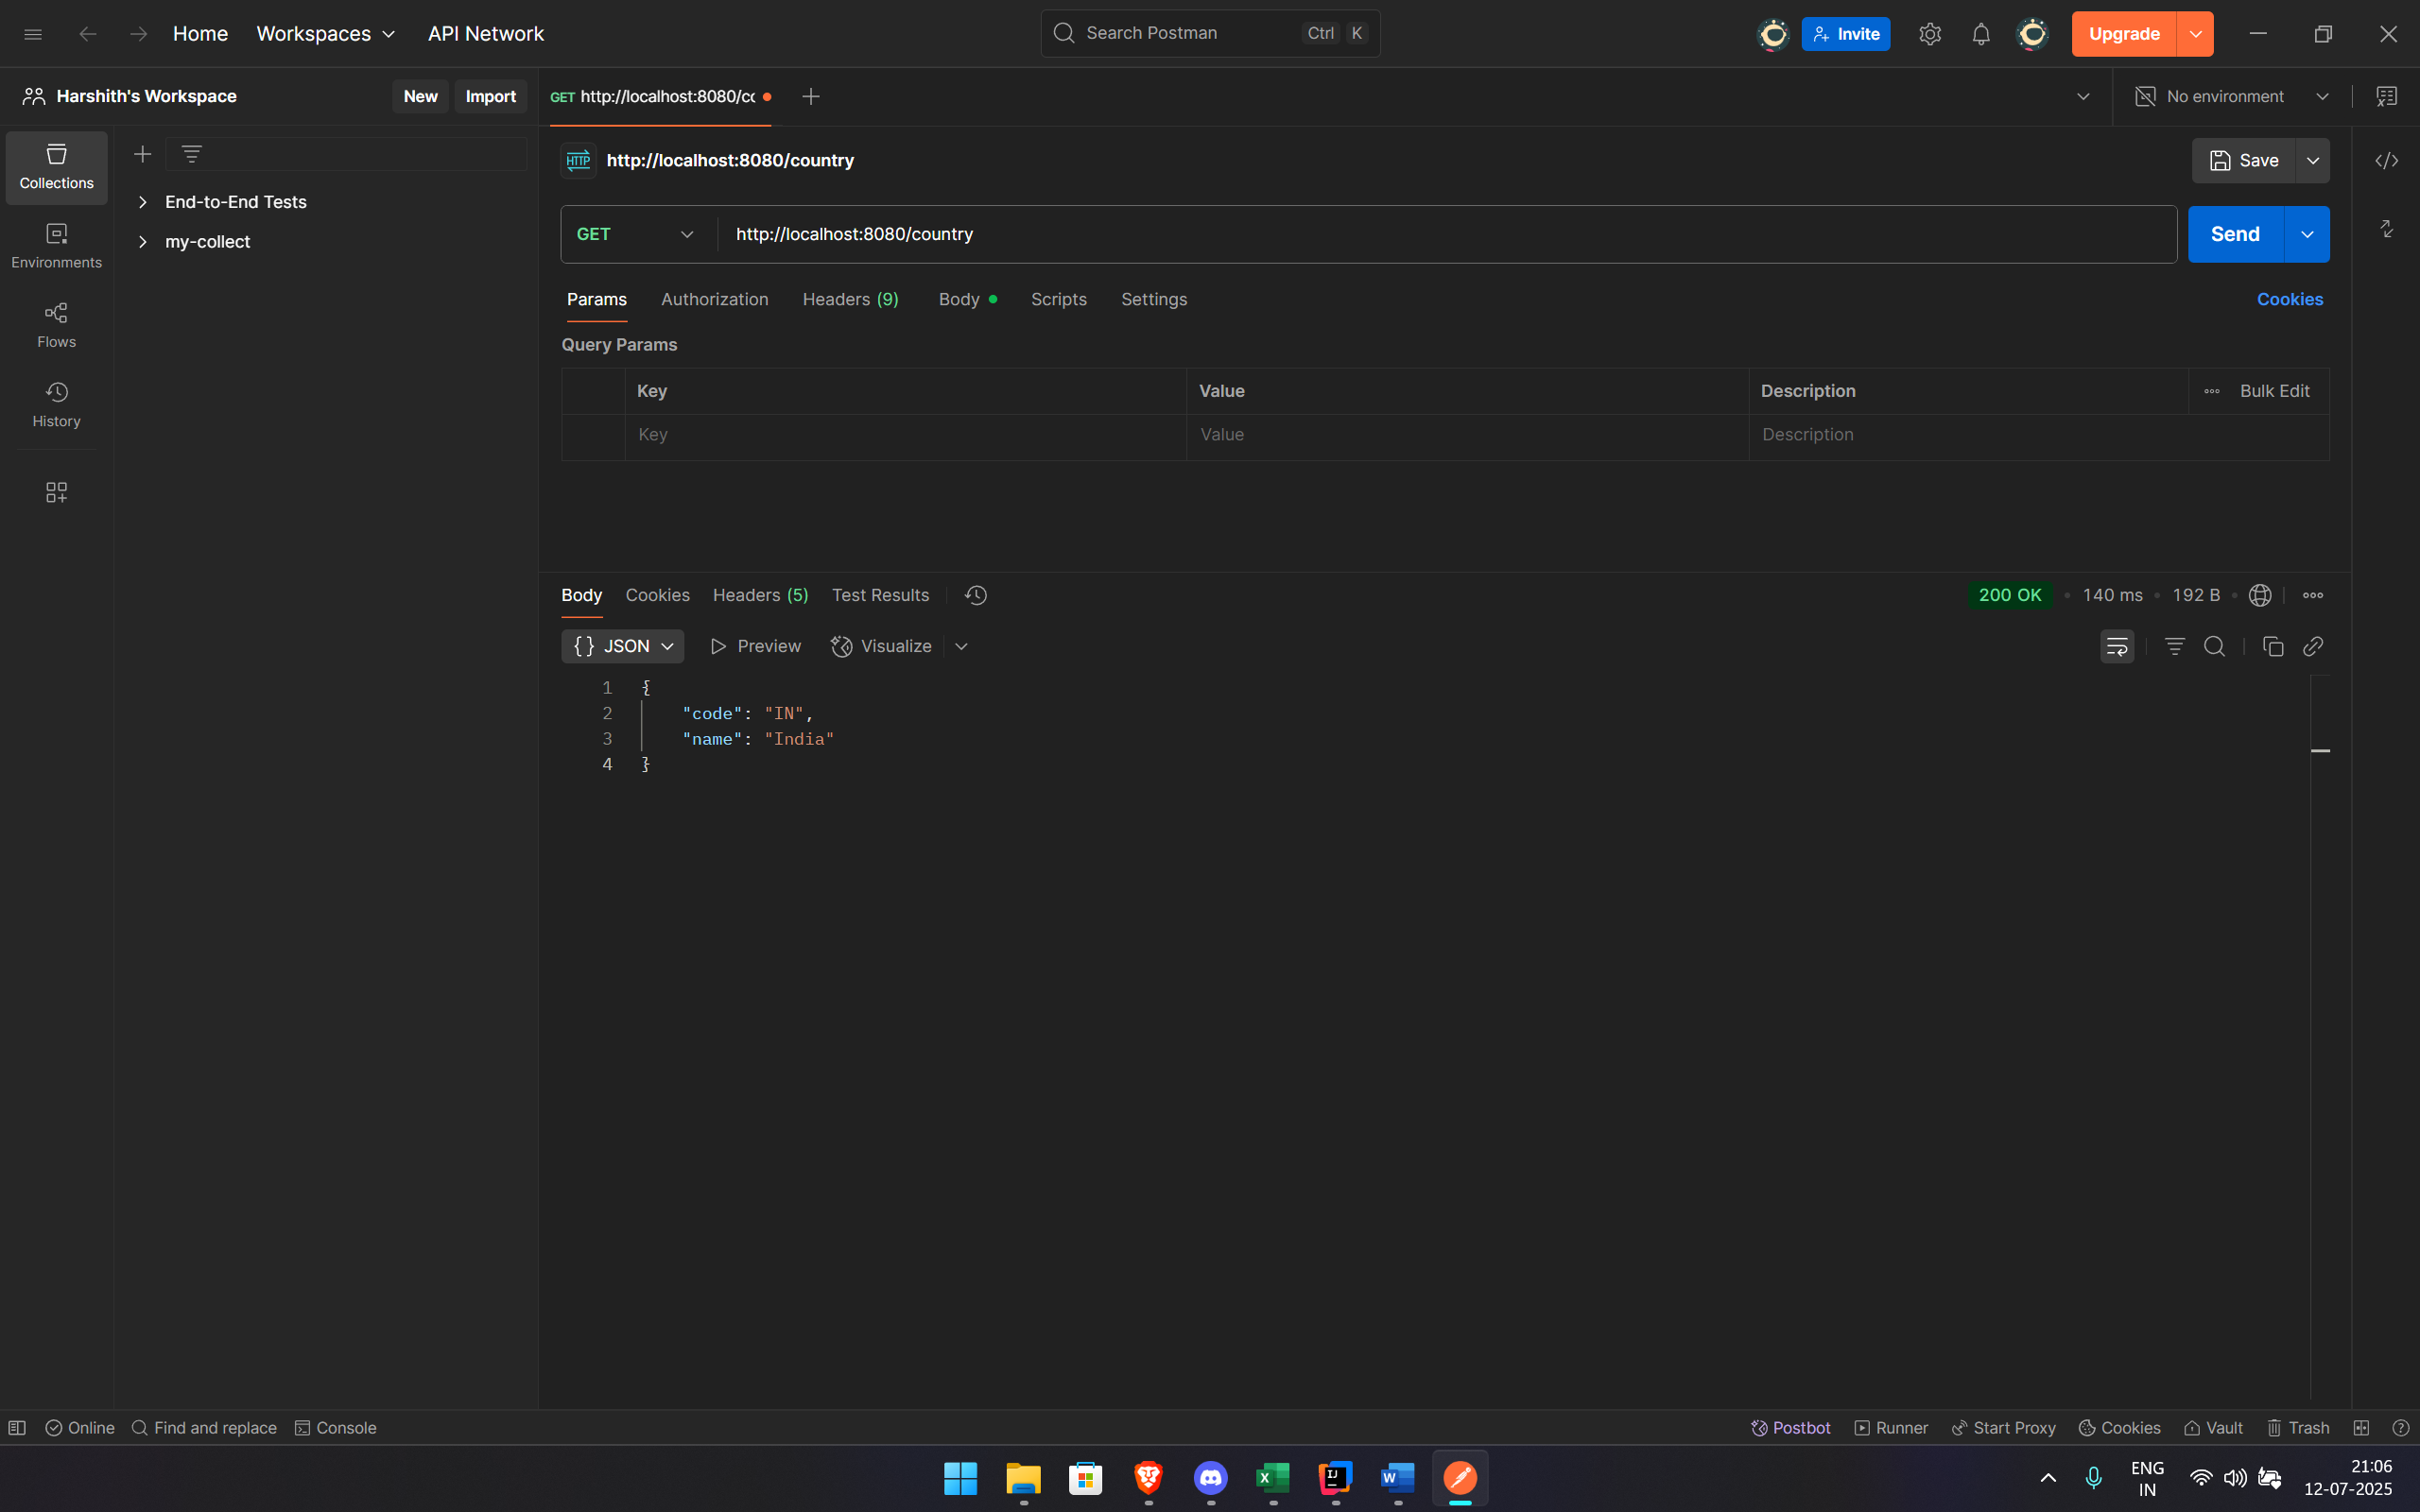 Home Workspaces API Network Search Postman Ctrl K Invite Upgrade
Harshith's Workspace New Import GET http://localhost:8080/cc No environment
Collections
Environments
Flows
History
End-to-End Tests
my-collect
HTTP http://localhost:8080/country Save
GET http://localhost:8080/country Send
Params Authorization Headers (9) Body Scripts Settings Cookies
Query Params
Key Value Description Bulk Edit
Key Value Description
Body Cookies Headers (5) Test Results 200 OK 140 ms 192 B
{} JSON Preview Visualize
1 {
2 "code": "IN",
3 "name": "India"
4 }
Online Find and replace Console Postbot Runner Start Proxy Cookies Vault Trash
ENG 21:06
IN 12-07-2025